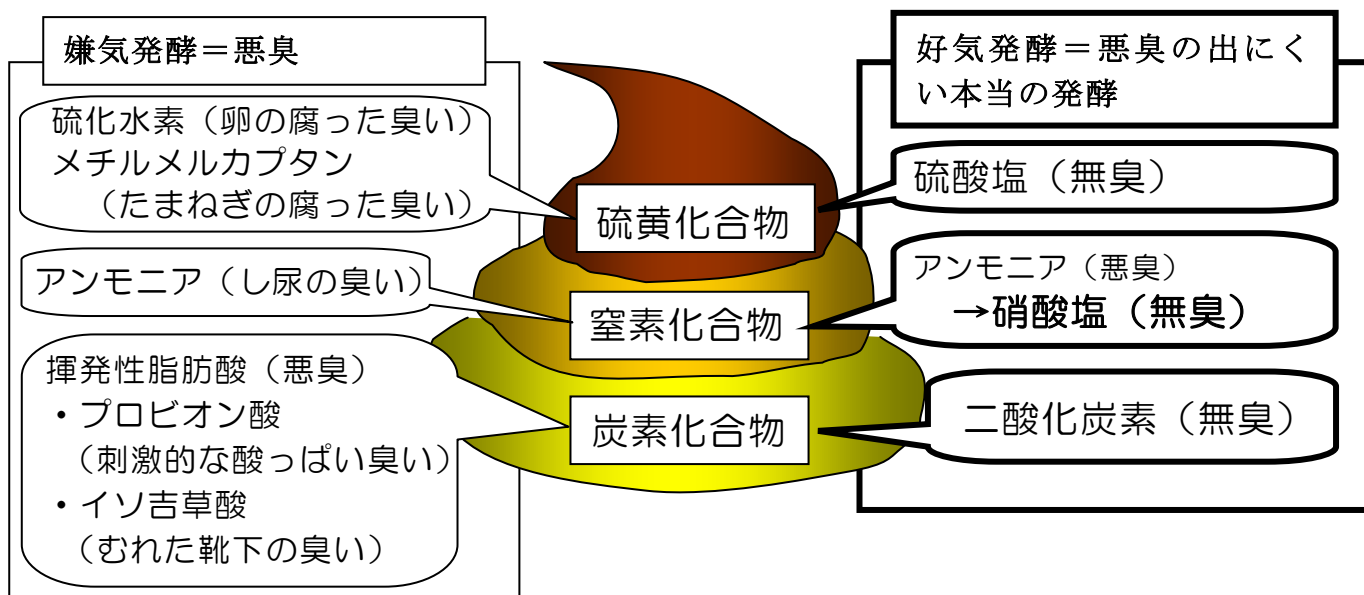 嫌気発酵＝悪臭
硫化水素（卵の腐った臭い）
メチルメルカプタン
（たまねぎの腐った臭い）
アンモニア（し尿の臭い）
揮発性脂肪酸（悪臭）
・プロビオン酸
（刺激的な酸っぱい臭い）
・イソ吉草酸
（むれた靴下の臭い）
硫黄化合物
窒素化合物
炭素化合物
好気発酵＝悪臭の出にく
い本当の発酵
硫酸塩（無臭）
アンモニア（悪臭）
→硝酸塩（無臭）
二酸化炭素（無臭）